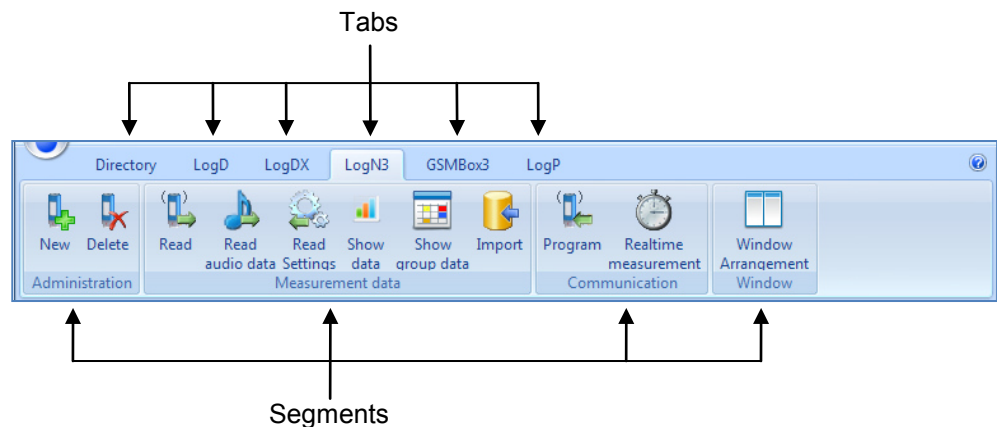 Tabs
Directory LogD LogDX LogN3 GSMBox3 LogP
New Delete Read Read Read Show Show Import Program Realtime Window
audio data Settings data group data measurement Arrangement
Administration Measurement data Communication Window
Segments